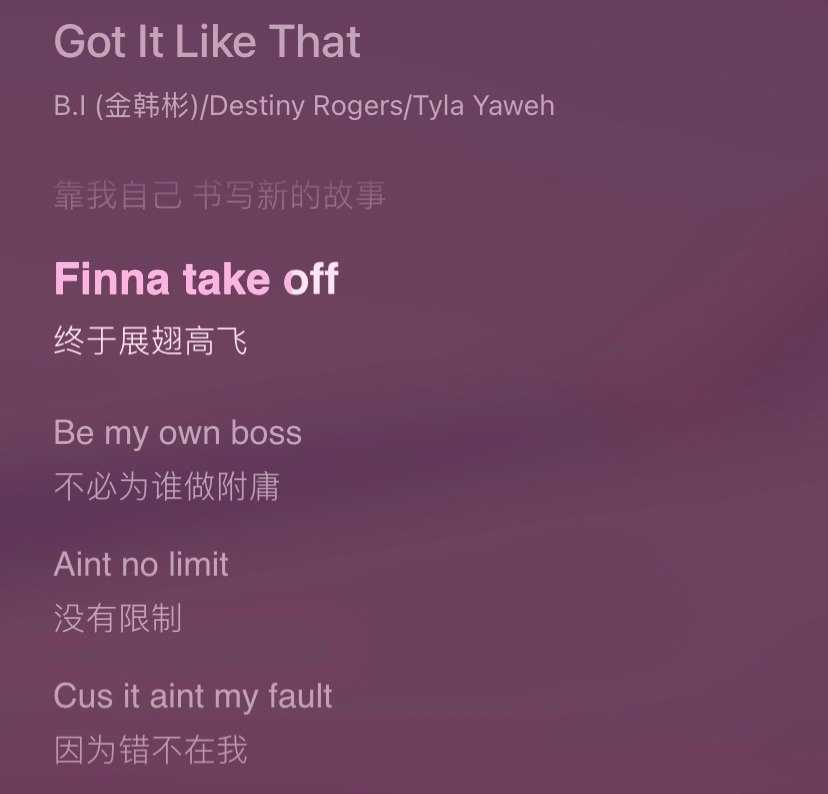 Got It Like That
B.I (金韩彬)/Destiny Rogers/Tyla Yaweh
靠我自己 书写新的故事
Finna take off
终于展翅高飞
Be my own boss
不必为谁做附庸
Aint no limit
没有限制
Cus it aint my fault
因为错不在我